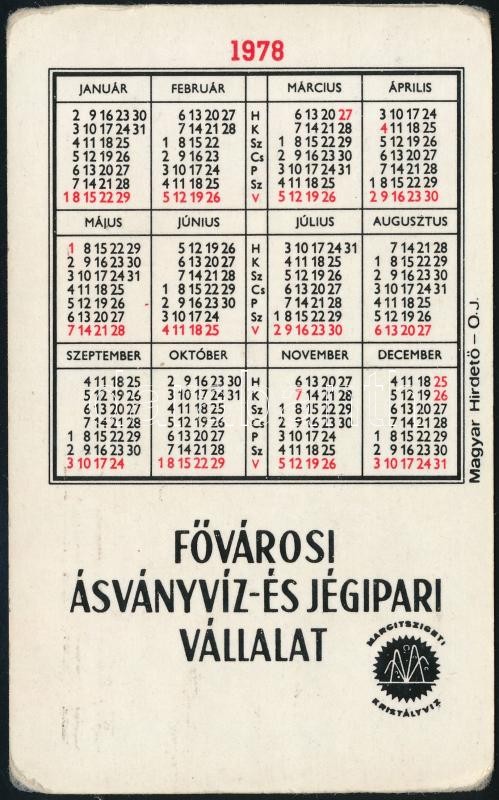 1978
JANUÁR FEBRUÁR MÁRCIUS ÁPRILIS
2 9 16 23 30 6 13 20 27 H 6 13 20 27 3 10 17 24
3 10 17 24 31 7 14 21 28 K 7 14 21 28 4 11 18 25
4 11 18 25 1 8 15 22 Sz 1 8 15 22 29 5 12 19 26
5 12 19 26 2 9 16 23 Cs 2 9 16 23 30 6 13 20 27
6 13 20 27 3 10 17 24 P 3 10 17 24 31 7 14 21 28
7 14 21 28 4 11 18 25 Sz 4 11 18 25 1 8 15 22 29
1 8 15 22 29 5 12 19 26 V 5 12 19 26 2 9 16 23 30
MÁJUS JÚNIUS JÚLIUS AUGUSZTUS
1 8 15 22 29 5 12 19 26 H 3 10 17 24 31 7 14 21 28
2 9 16 23 30 6 13 20 27 K 4 11 18 25 1 8 15 22 29
3 10 17 24 31 7 14 21 28 Sz 5 12 19 26 2 9 16 23 30
4 11 18 25 1 8 15 22 29 Cs 6 13 20 27 3 10 17 24 31
5 12 19 26 2 9 16 23 30 P 7 14 21 28 4 11 18 25
6 13 20 27 3 10 17 24 Sz 1 8 15 22 29 5 12 19 26
7 14 21 28 4 11 18 25 V 2 9 16 23 30 6 13 20 27
SZEPTEMBER OKTÓBER NOVEMBER DECEMBER
4 11 18 25 2 9 16 23 30 H 6 13 20 27 4 11 18 25
5 12 19 26 3 10 17 24 31 K 7 14 21 28 5 12 19 26
6 13 20 27 4 11 18 25 Sz 1 8 15 22 29 6 13 20 27
7 14 21 28 5 12 19 26 Cs 2 9 16 23 30 7 14 21 28
1 8 15 22 29 6 13 20 27 P 3 10 17 24 1 8 15 22 29
2 9 16 23 30 7 14 21 28 Sz 4 11 18 25 2 9 16 23 30
3 10 17 24 1 8 15 22 29 V 5 12 19 26 3 10 17 24 31
Magyar Hirdető – O.J.
FŐVÁROSI
ÁSVÁNYVÍZ-ÉS JÉGIPARI
VÁLLALAT
MARGITSZIGETI
KRISTÁLYVÍZ